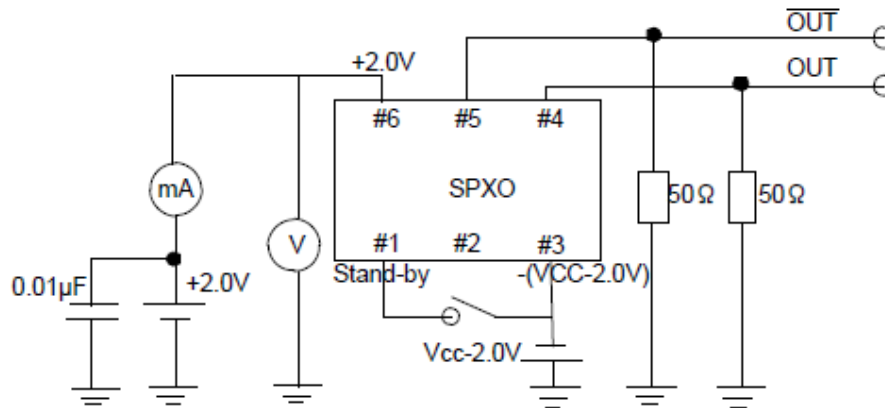 OUT
+2.0V
OUT
#6
#5
#4
mA
SPXO
50Ω
50Ω
V
#1
#2
#3
Stand-by
-(VCC-2.0V)
0.01µF
+2.0V
Vcc-2.0V